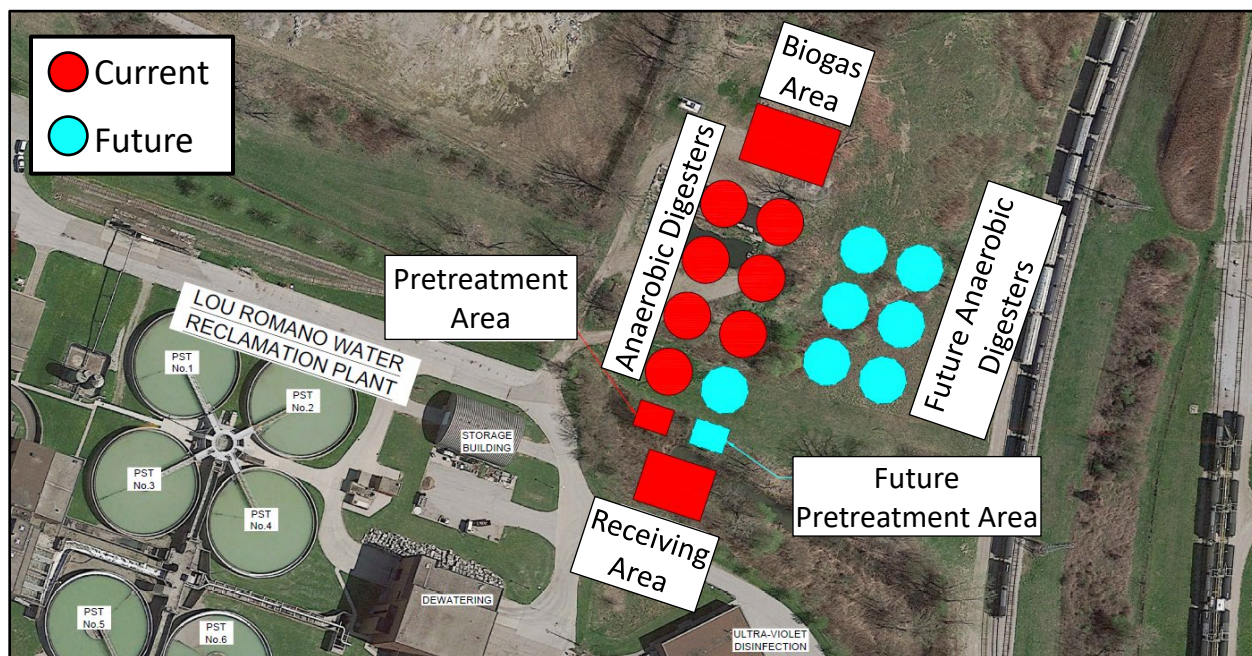 Current
Future
Biogas
Area
Anaerobic Digesters
Future Anaerobic
Digesters
Pretreatment
Area
LOU ROMANO WATER
RECLAMATION PLANT
PST
No.1
PST
No.2
PST
No.3
PST
No.4
STORAGE
BUILDING
Future
Pretreatment Area
Receiving
Area
DEWATERING
PST
No.5
PST
No.6
ULTRA-VIOLET
DISINFECTION